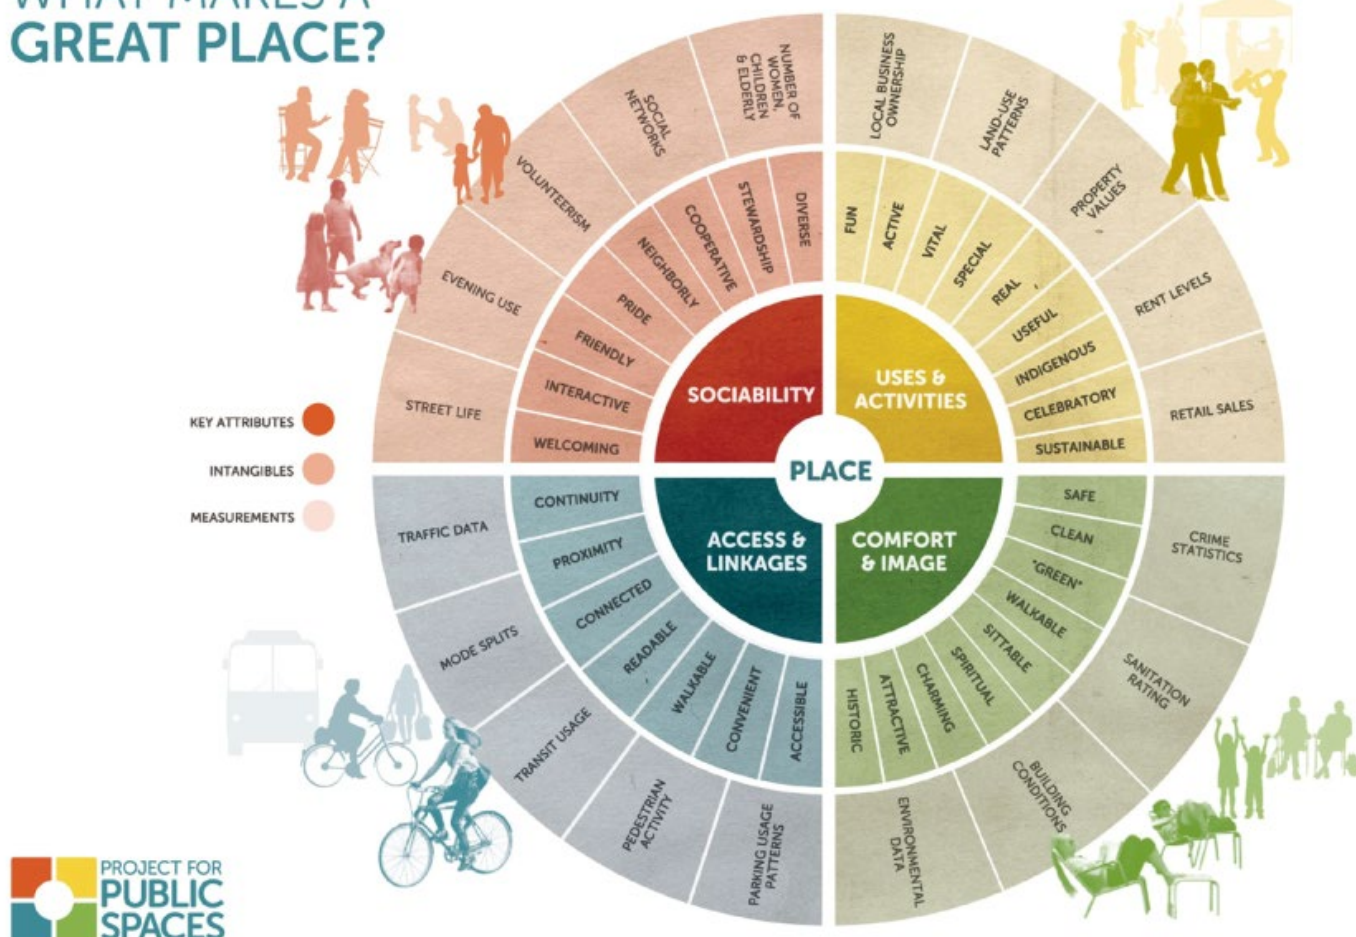 WHAT MAKES A
GREAT PLACE?
KEY ATTRIBUTES
INTANGIBLES
MEASUREMENTS
PLACE
SOCIABILITY
USES &
ACTIVITIES
ACCESS &
LINKAGES
COMFORT
& IMAGE
WELCOMING
INTERACTIVE
FRIENDLY
PRIDE
NEIGHBORLY
COOPERATIVE
STEWARDSHIP
DIVERSE
STREET LIFE
EVENING USE
VOLUNTEERISM
SOCIAL
NETWORKS
NUMBER OF
WOMEN,
CHILDREN
& ELDERLY
FUN
ACTIVE
VITAL
SPECIAL
REAL
USEFUL
INDIGENOUS
CELEBRATORY
SUSTAINABLE
LOCAL BUSINESS
OWNERSHIP
LAND-USE
PATTERNS
PROPERTY
VALUES
RENT LEVELS
RETAIL SALES
SAFE
CLEAN
"GREEN"
WALKABLE
SITTABLE
SPIRITUAL
CHARMING
ATTRACTIVE
HISTORIC
CRIME
STATISTICS
SANITATION
RATING
BUILDING
CONDITIONS
ENVIRONMENTAL
DATA
CONTINUITY
PROXIMITY
CONNECTED
READABLE
WALKABLE
CONVENIENT
ACCESSIBLE
TRAFFIC DATA
MODE SPLITS
TRANSIT USAGE
PEDESTRIAN
ACTIVITY
PARKING USAGE
PATTERNS
PROJECT FOR
PUBLIC
SPACES